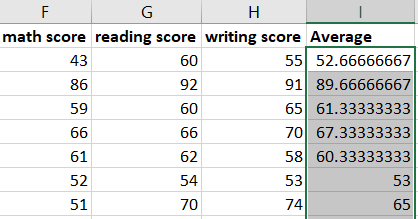 F G H I
math score reading score writing score Average
43 60 55 52.66666667
86 92 91 89.66666667
59 60 65 61.33333333
66 66 70 67.33333333
61 62 58 60.33333333
52 54 53 53
51 70 74 65